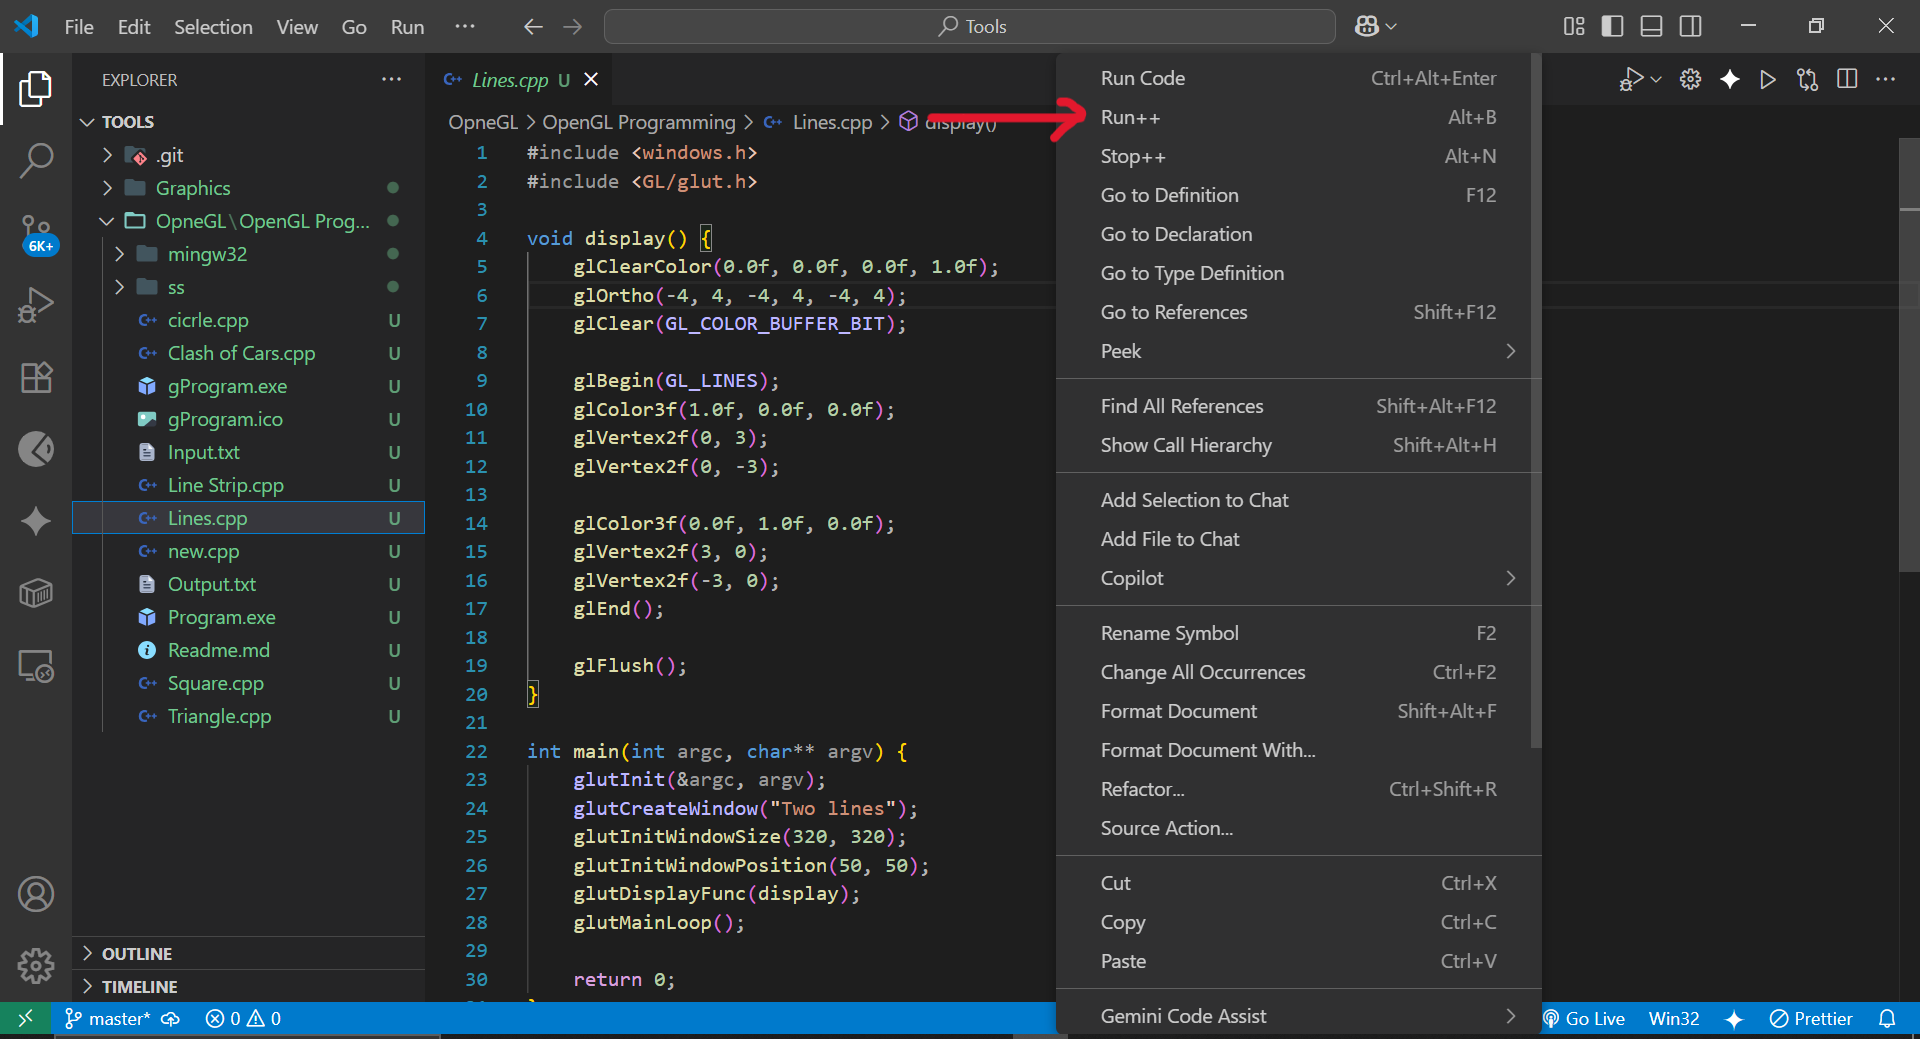 File Edit Selection View Go Run ···
Tools
EXPLORER
TOOLS
.git
Graphics
OpneGL\OpenGL Prog...
mingw32
ss
cicrle.cpp U
Clash of Cars.cpp U
gProgram.exe U
gProgram.ico U
Input.txt U
Line Strip.cpp U
Lines.cpp U
new.cpp U
Output.txt U
Program.exe U
Readme.md U
Square.cpp U
Triangle.cpp U
OUTLINE
TIMELINE
6K+
Lines.cpp U
OpneGL > OpenGL Programming > Lines.cpp > display()
1 #include <windows.h>
2 #include <GL/glut.h>
3
4 void display() {
5 glClearColor(0.0f, 0.0f, 0.0f, 1.0f);
6 glOrtho(-4, 4, -4, 4, -4, 4);
7 glClear(GL_COLOR_BUFFER_BIT);
8
9 glBegin(GL_LINES);
10 glColor3f(1.0f, 0.0f, 0.0f);
11 glVertex2f(0, 3);
12 glVertex2f(0, -3);
13
14 glColor3f(0.0f, 1.0f, 0.0f);
15 glVertex2f(3, 0);
16 glVertex2f(-3, 0);
17 glEnd();
18
19 glFlush();
20 }
21
22 int main(int argc, char** argv) {
23 glutInit(&argc, argv);
24 glutCreateWindow("Two lines");
25 glutInitWindowSize(320, 320);
26 glutInitWindowPosition(50, 50);
27 glutDisplayFunc(display);
28 glutMainLoop();
29
30 return 0;
Run Code Ctrl+Alt+Enter
Run++ Alt+B
Stop++ Alt+N
Go to Definition F12
Go to Declaration
Go to Type Definition
Go to References Shift+F12
Peek
Find All References Shift+Alt+F12
Show Call Hierarchy Shift+Alt+H
Add Selection to Chat
Add File to Chat
Copilot
Rename Symbol F2
Change All Occurrences Ctrl+F2
Format Document Shift+Alt+F
Format Document With...
Refactor... Ctrl+Shift+R
Source Action...
Cut Ctrl+X
Copy Ctrl+C
Paste Ctrl+V
Gemini Code Assist
master* 0 0 Go Live Win32 Prettier